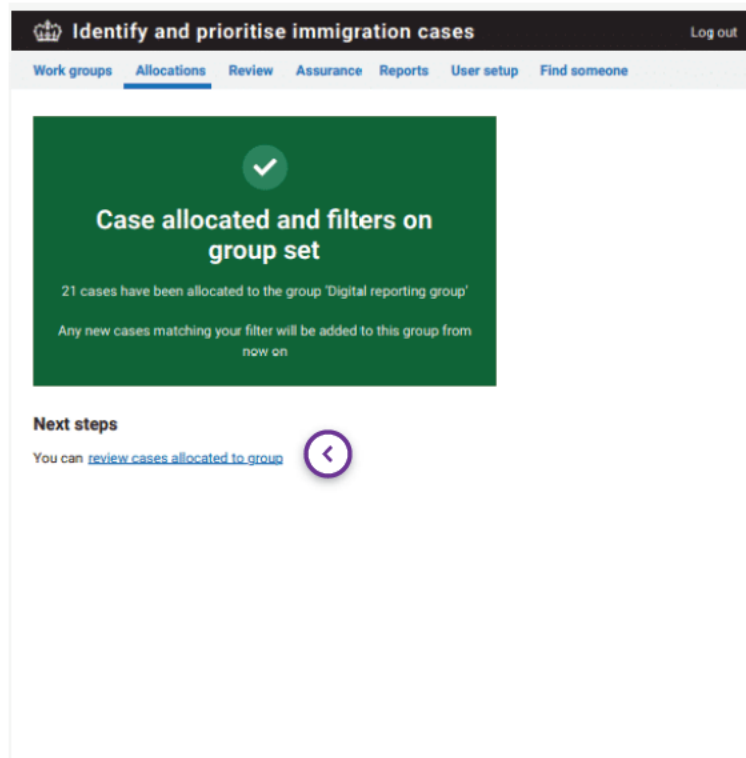 Identify and prioritise immigration cases
Log out
Work groups Allocations Review Assurance Reports User setup Find someone
Case allocated and filters on
group set
21 cases have been allocated to the group 'Digital reporting group'
Any new cases matching your filter will be added to this group from
now on
Next steps
You can review cases allocated to group